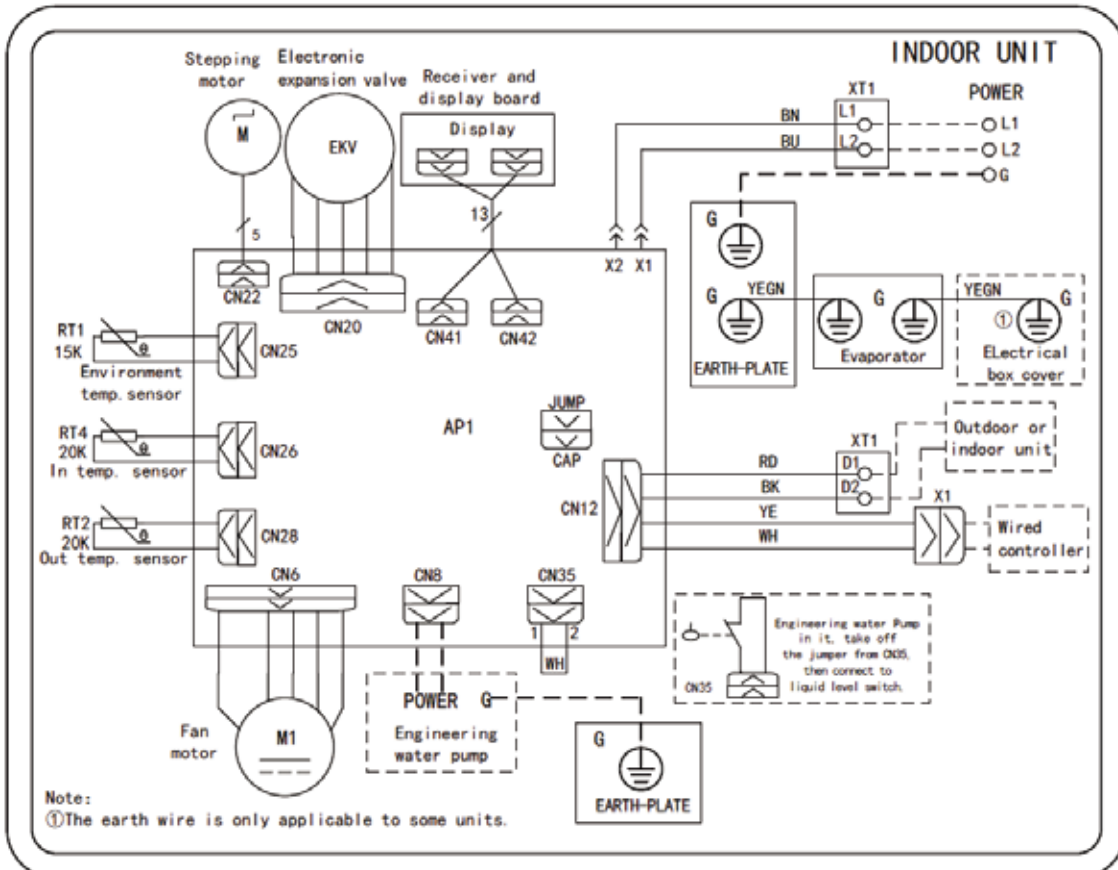 INDOOR UNIT
Stepping
motor
M
5
CN22
Electronic
expansion valve
EKV
CN20
Receiver and
display board
Display
13
CN41
CN42
XT1
POWER
BN
L1
L1
BU
L2
L2
G
X2
X1
G
G
YEGN
EARTH-PLATE
G
Evaporator
YEGN
G
①
ELectrical
box cover
RT1
15K
θ
Environment
temp. sensor
CN25
RT4
20K
θ
In temp. sensor
CN26
RT2
20K
θ
Out temp. sensor
CN28
AP1
JUMP
CAP
CN12
RD
BK
YE
WH
XT1
D1
D2
Outdoor or
indoor unit
X1
Wired
controller
CN6
CN8
CN35
1
2
WH
Fan
motor
M1
POWER
G
Engineering
water pump
G
EARTH-PLATE
CN35
Engineering water Pump
in it, take off
the jumper from CN35,
then connect to
liquid level switch.
Note:
①The earth wire is only applicable to some units.